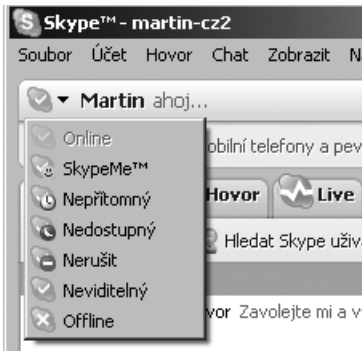 Skype™ - martin-cz2
Soubor Účet Hovor Chat Zobrazit
Martin ahoj...
Online
SkypeMe™
Nepřítomný
Nedostupný
Nerušit
Neviditelný
Offline
obilní telefony a pev
Hovor Live
Hledat Skype uživ
vor Zavolejte mi a v